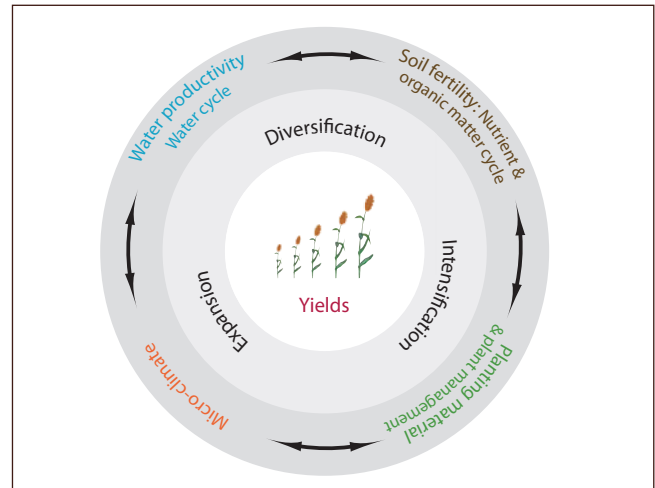 Water productivity
Water cycle
Soil fertility: Nutrient &
organic matter cycle
Diversification
Expansion
Intensification
Yields
Micro-climate
Planting material
& plant management